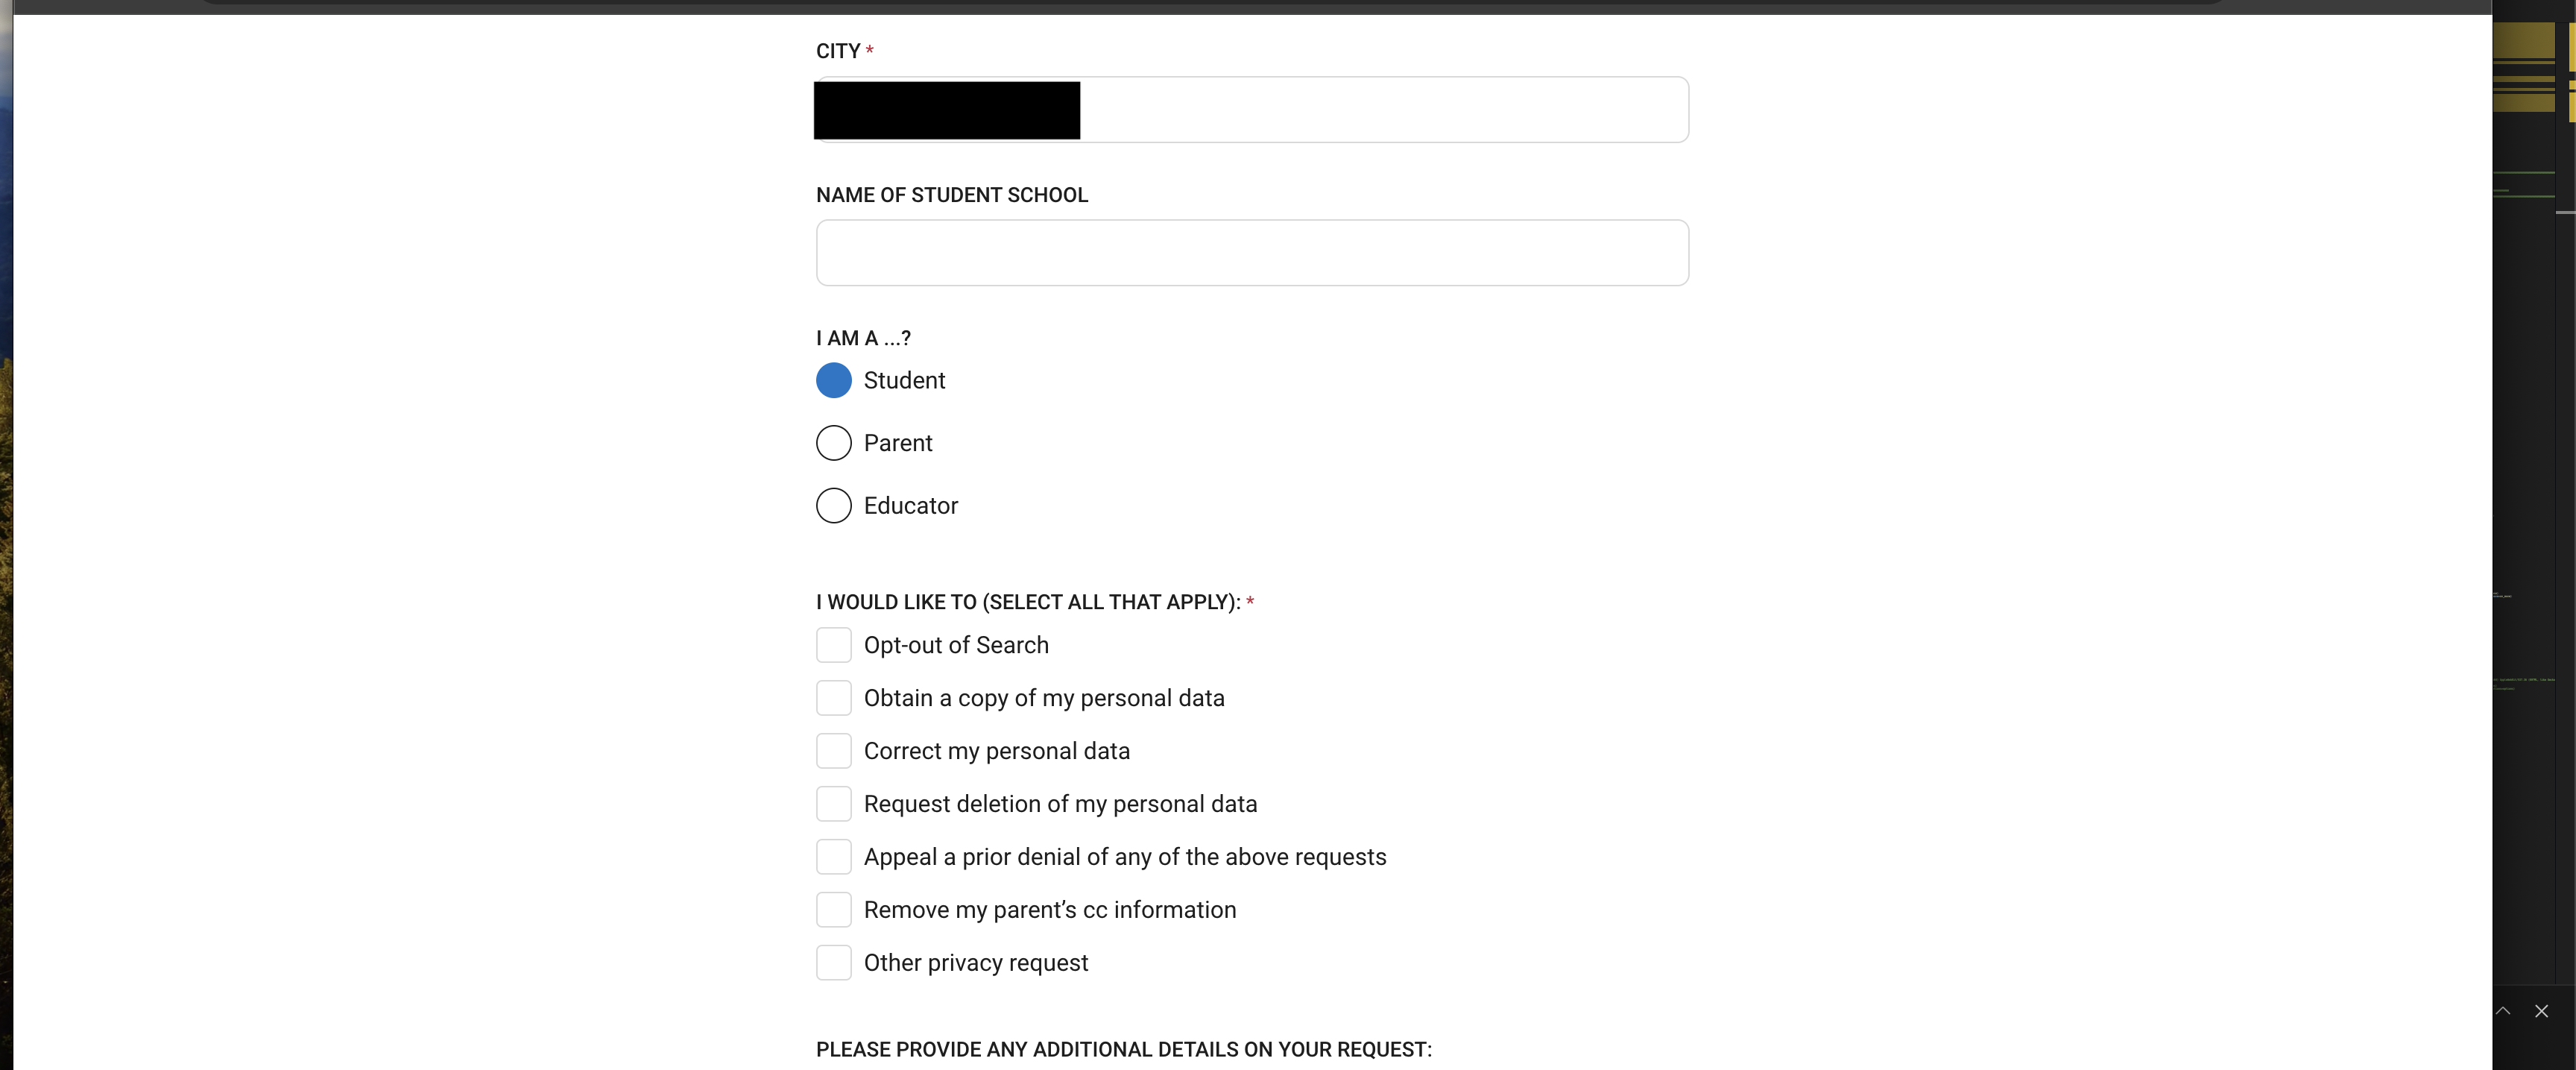 CITY *
NAME OF STUDENT SCHOOL
I AM A ...?
Student
Parent
Educator
I WOULD LIKE TO (SELECT ALL THAT APPLY): *
Opt-out of Search
Obtain a copy of my personal data
Correct my personal data
Request deletion of my personal data
Appeal a prior denial of any of the above requests
Remove my parent’s cc information
Other privacy request
PLEASE PROVIDE ANY ADDITIONAL DETAILS ON YOUR REQUEST: